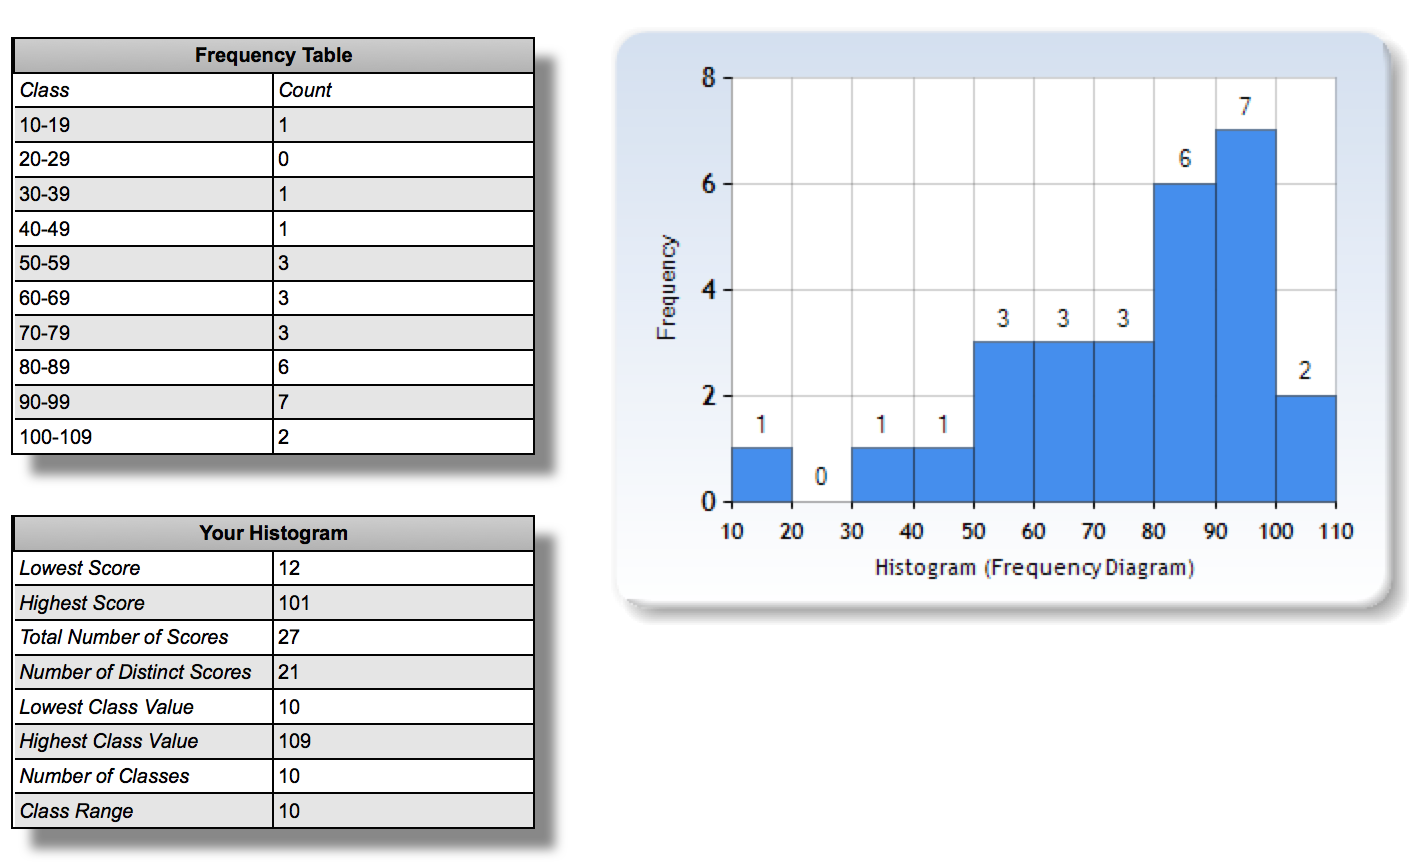 Frequency Table
Class Count
10-19 1
20-29 0
30-39 1
40-49 1
50-59 3
60-69 3
70-79 3
80-89 6
90-99 7
100-109 2
Your Histogram
Lowest Score 12
Highest Score 101
Total Number of Scores 27
Number of Distinct Scores 21
Lowest Class Value 10
Highest Class Value 109
Number of Classes 10
Class Range 10
Frequency
8
6
4
2
0
1 0 1 1 3 3 3 6 7 2
10 20 30 40 50 60 70 80 90 100 110
Histogram (Frequency Diagram)